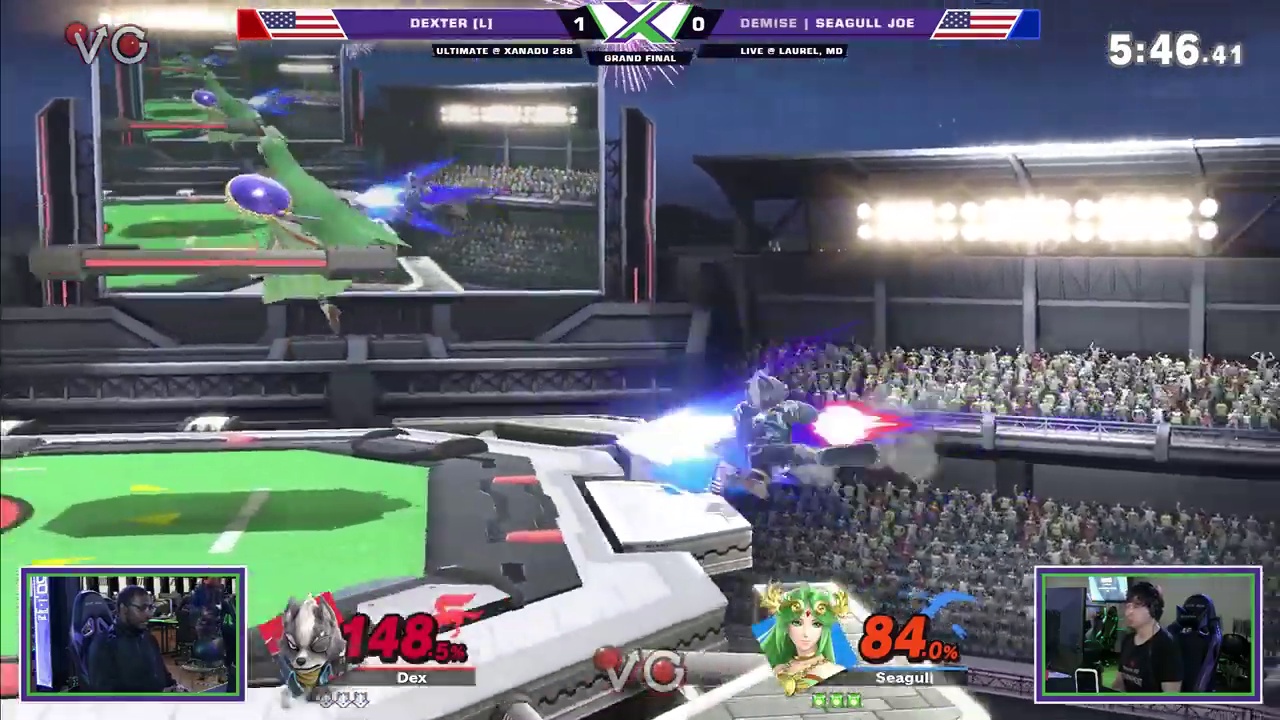 DEXTER [L] 1 0 DEMISE | SEAGULL JOE
ULTIMATE @ XANADU 288 GRAND FINAL LIVE @ LAUREL, MD
VG
5:46.41
148.5%
Dex
VG
84.0%
Seagull